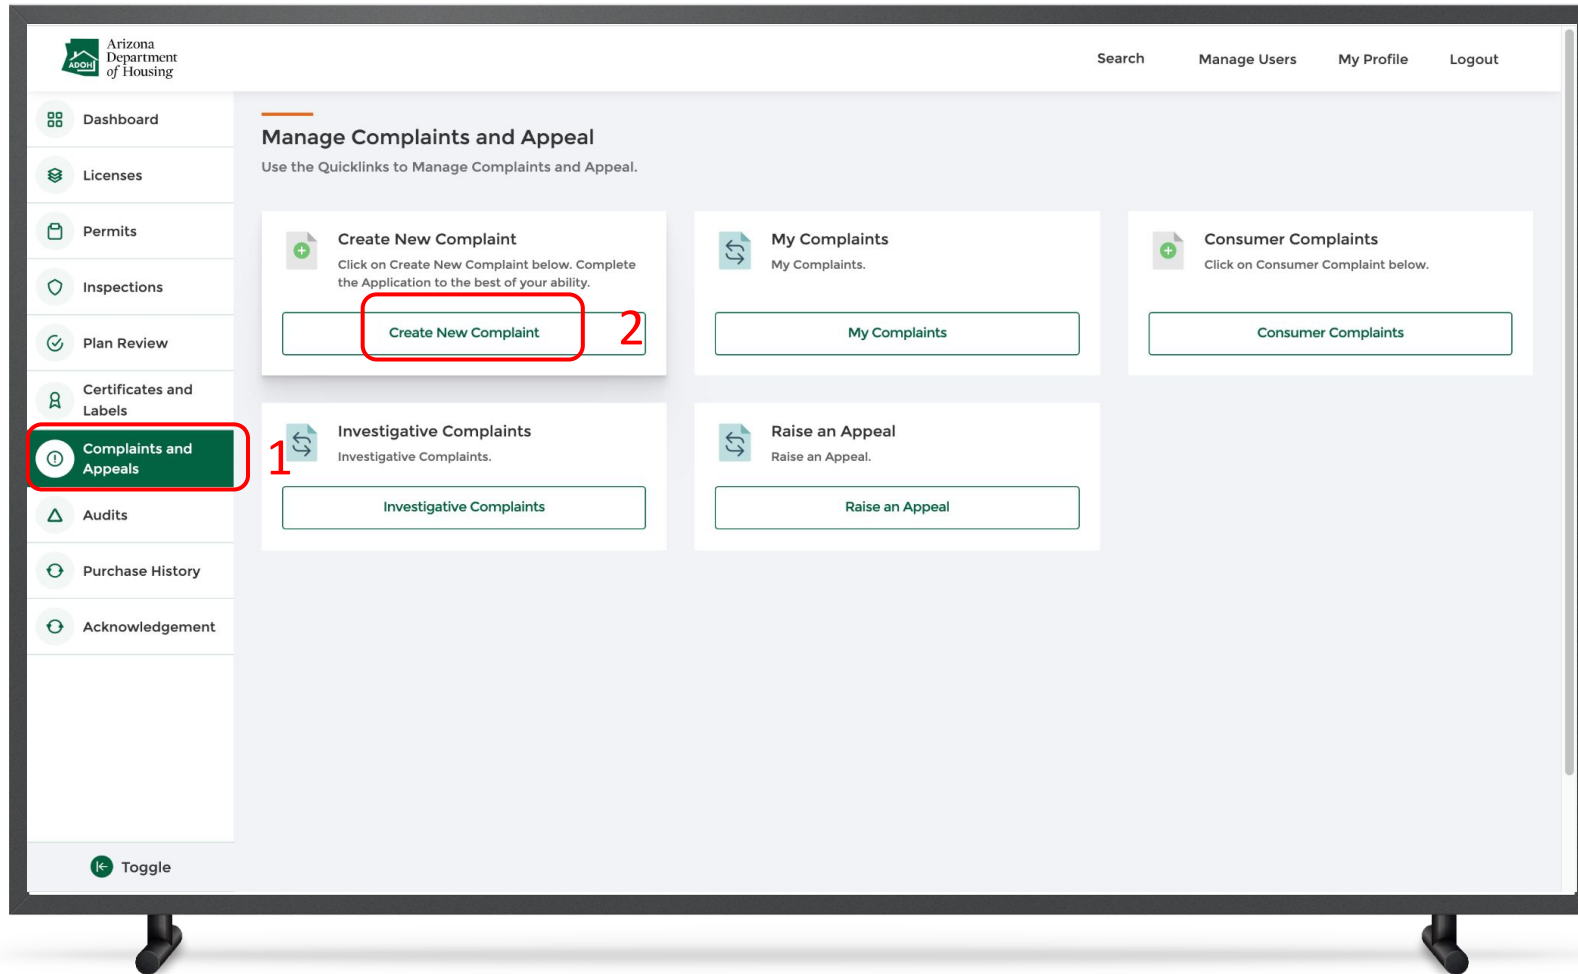 Arizona
Department
of Housing
ADOH
Search
Manage Users
My Profile
Logout
Dashboard
Licenses
Permits
Inspections
Plan Review
Certificates and
Labels
Complaints and
Appeals
Audits
Purchase History
Acknowledgement
Toggle
Manage Complaints and Appeal
Use the Quicklinks to Manage Complaints and Appeal.
Create New Complaint
Click on Create New Complaint below. Complete
the Application to the best of your ability.
Create New Complaint
2
My Complaints
My Complaints.
My Complaints
Consumer Complaints
Click on Consumer Complaint below.
Consumer Complaints
1
Investigative Complaints
Investigative Complaints.
Investigative Complaints
Raise an Appeal
Raise an Appeal.
Raise an Appeal